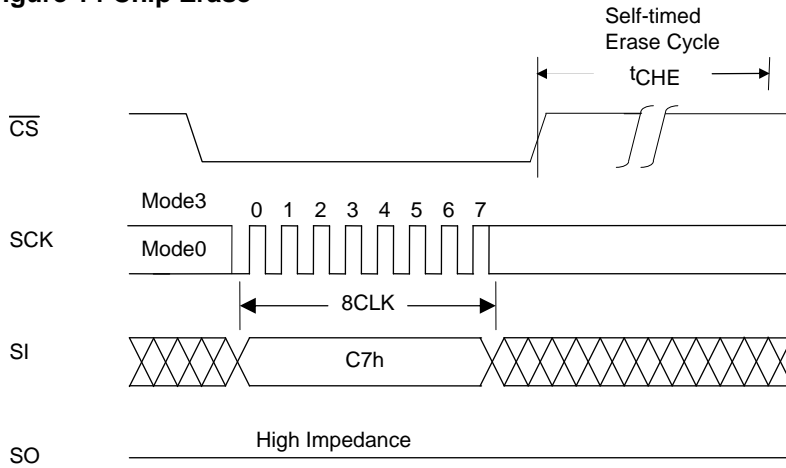 Self-timed
Erase Cycle
tCHE
CS
Mode3
0 1 2 3 4 5 6 7
SCK
Mode0
8CLK
SI
C7h
High Impedance
SO